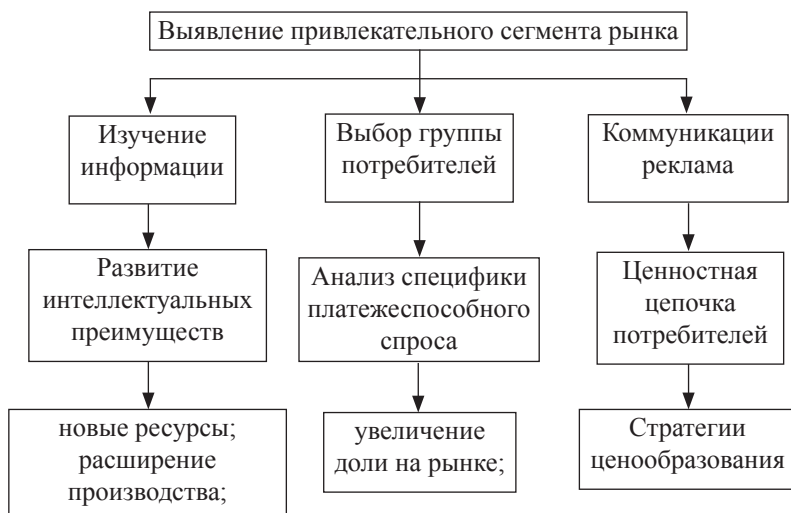 Выявление привлекательного сегмента рынка
Изучение
информации
Выбор группы
потребителей
Коммуникации
реклама
Развитие
интеллектуальных
преимуществ
Анализ специфики
платежеспособного
спроса
Ценностная
цепочка
потребителей
новые ресурсы;
расширение
производства;
увеличение
доли на рынке;
Стратегии
ценообразования